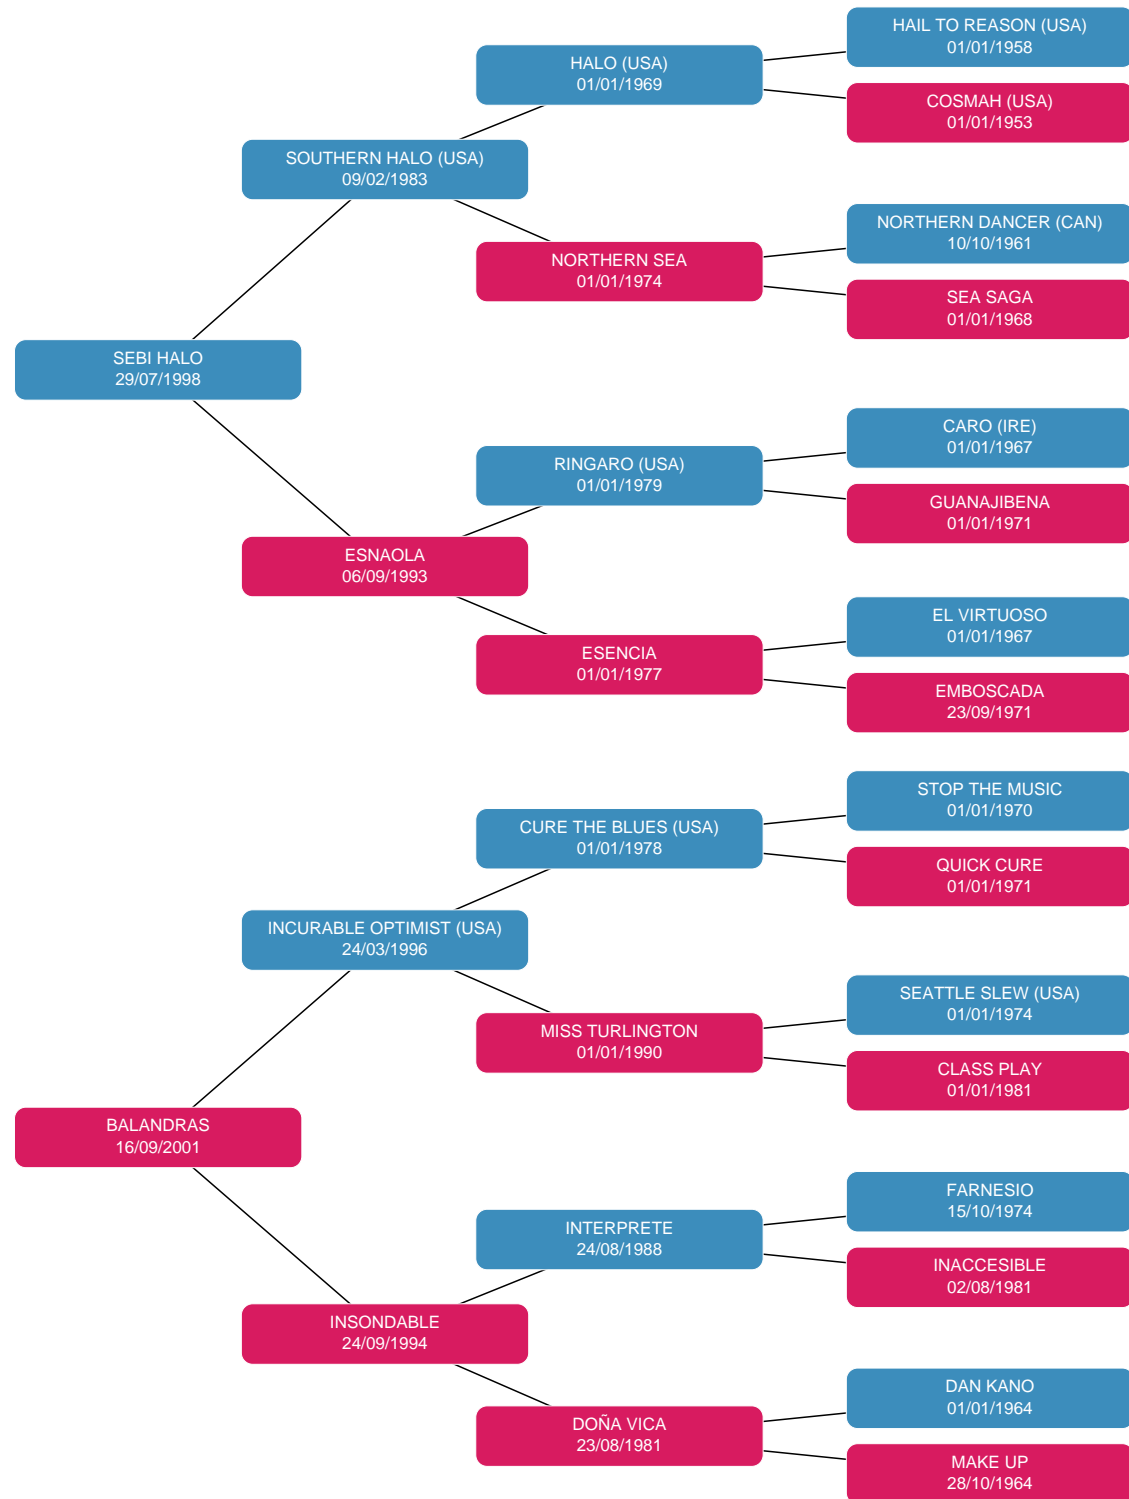 HAIL TO REASON (USA)
01/01/1958
HALO (USA)
01/01/1969
COSMAH (USA)
01/01/1953
SOUTHERN HALO (USA)
09/02/1983
NORTHERN DANCER (CAN)
10/10/1961
NORTHERN SEA
01/01/1974
SEA SAGA
01/01/1968
SEBI HALO
29/07/1998
CARO (IRE)
01/01/1967
RINGARO (USA)
01/01/1979
GUANAJIBENA
01/01/1971
ESNAOLA
06/09/1993
EL VIRTUOSO
01/01/1967
ESENCIA
01/01/1977
EMBOSCADA
23/09/1971
STOP THE MUSIC
01/01/1970
CURE THE BLUES (USA)
01/01/1978
QUICK CURE
01/01/1971
INCURABLE OPTIMIST (USA)
24/03/1996
SEATTLE SLEW (USA)
01/01/1974
MISS TURLINGTON
01/01/1990
CLASS PLAY
01/01/1981
BALANDRAS
16/09/2001
FARNESIO
15/10/1974
INTERPRETE
24/08/1988
INACCESIBLE
02/08/1981
INSONDABLE
24/09/1994
DAN KANO
01/01/1964
DOÑA VICA
23/08/1981
MAKE UP
28/10/1964